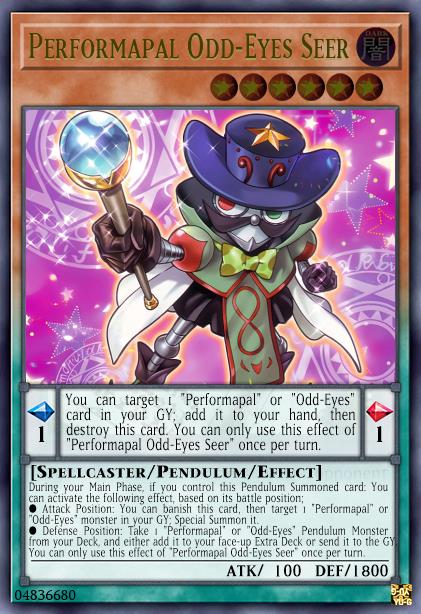 Performapal Odd-Eyes Seer
DARK
闇
You can target 1 "Performapal" or "Odd-Eyes"
card in your GY; add it to your hand, then
destroy this card. You can only use this effect of
"Performapal Odd-Eyes Seer" once per turn.
1
1
[Spellcaster/Pendulum/Effect]
During your Main Phase, if you control this Pendulum Summoned card: You
can activate the following effect, based on its battle position;
● Attack Position: You can banish this card, then target 1 "Performapal" or
"Odd-Eyes" monster in your GY; Special Summon it.
● Defense Position: Take 1 "Performapal" or "Odd-Eyes" Pendulum Monster
from your Deck, and either add it to your face-up Extra Deck or send it to the GY.
You can only use this effect of "Performapal Odd-Eyes Seer" once per turn.
ATK/ 100 DEF/1800
04836680